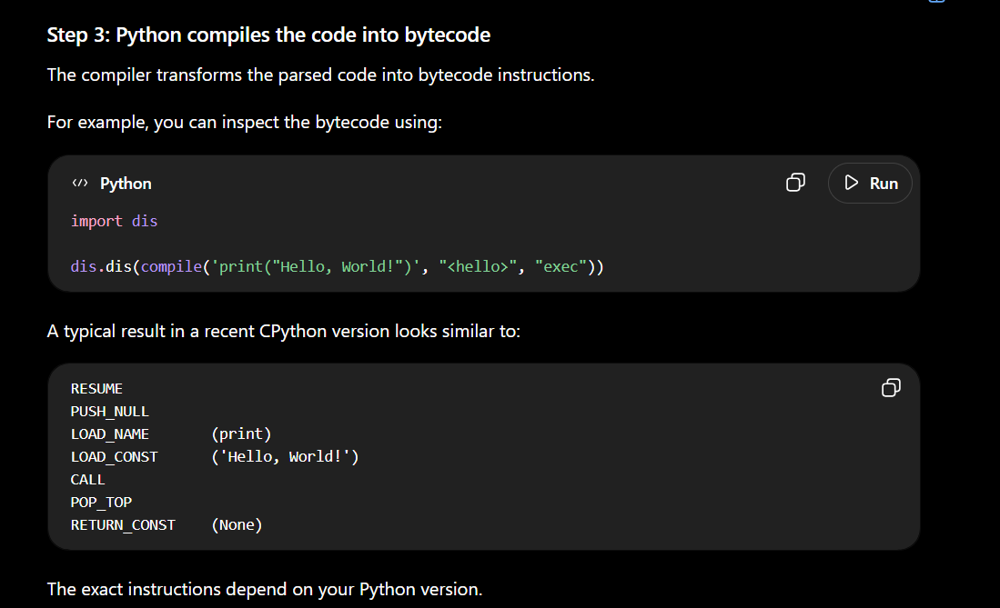 Step 3: Python compiles the code into bytecode
The compiler transforms the parsed code into bytecode instructions.
For example, you can inspect the bytecode using:
</> Python
Run
import dis
dis.dis(compile('print("Hello, World!")', "<hello>", "exec"))
A typical result in a recent CPython version looks similar to:
RESUME
PUSH_NULL
LOAD_NAME (print)
LOAD_CONST ('Hello, World!')
CALL
POP_TOP
RETURN_CONST (None)
The exact instructions depend on your Python version.